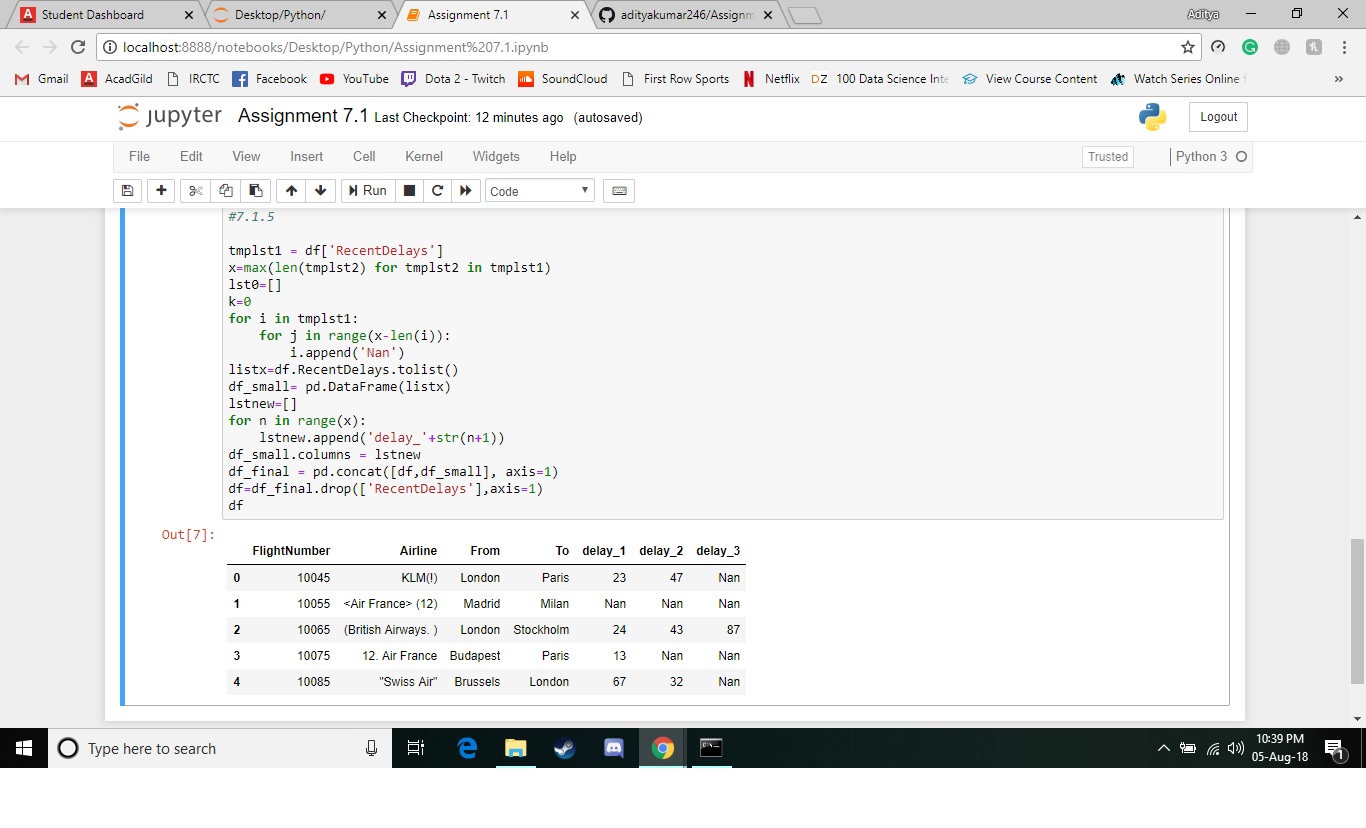 Student Dashboard
Desktop/Python/
Assignment 7.1
adityakumar246/Assignm
Aditya
localhost:8888/notebooks/Desktop/Python/Assignment%207.1.ipynb
Gmail AcadGild IRCTC Facebook YouTube Dota 2 - Twitch SoundCloud First Row Sports Netflix DZ 100 Data Science Inte View Course Content Watch Series Online f »
jupyter Assignment 7.1 Last Checkpoint: 12 minutes ago (autosaved)
Logout
File Edit View Insert Cell Kernel Widgets Help Trusted Python 3
Run Code
#7.1.5
tmplst1 = df['RecentDelays']
x=max(len(tmplst2) for tmplst2 in tmplst1)
lst0=[]
k=0
for i in tmplst1:
    for j in range(x-len(i)):
        i.append('Nan')
listx=df.RecentDelays.tolist()
df_small= pd.DataFrame(listx)
lstnew=[]
for n in range(x):
    lstnew.append('delay_'+str(n+1))
df_small.columns = lstnew
df_final = pd.concat([df,df_small], axis=1)
df=df_final.drop(['RecentDelays'],axis=1)
df
Out[7]:
FlightNumber Airline From To delay_1 delay_2 delay_3
0 10045 KLM(!) London Paris 23 47 Nan
1 10055 <Air France> (12) Madrid Milan Nan Nan Nan
2 10065 (British Airways. ) London Stockholm 24 43 87
3 10075 12. Air France Budapest Paris 13 Nan Nan
4 10085 "Swiss Air" Brussels London 67 32 Nan
Type here to search
10:39 PM
05-Aug-18
1